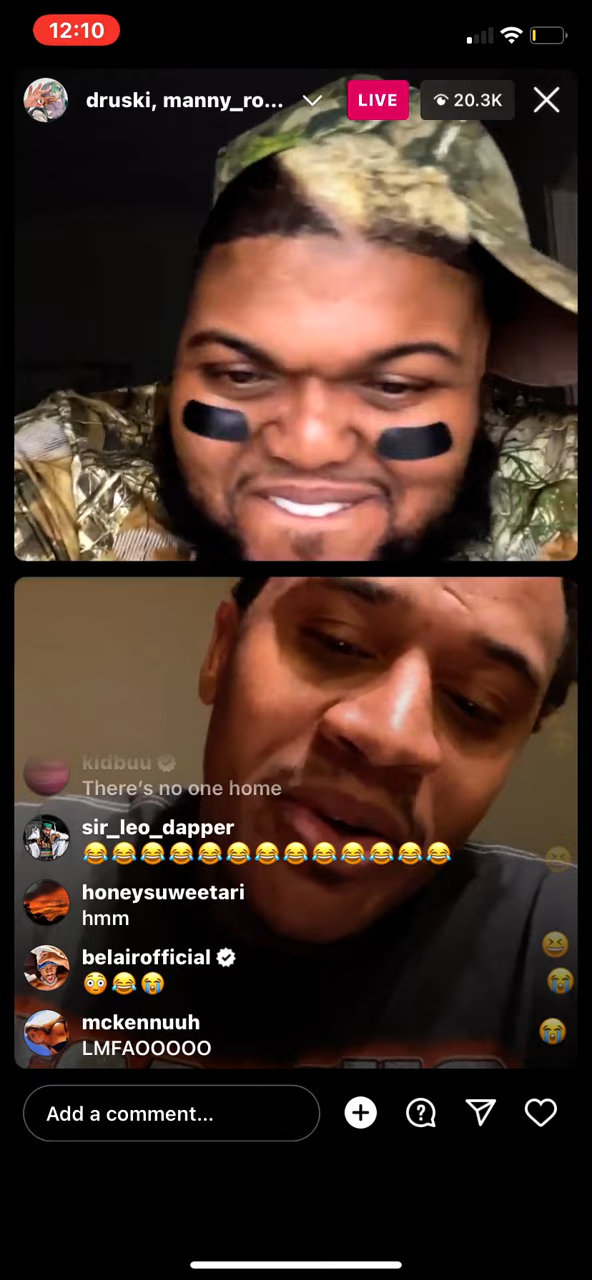 12:10
druski, manny_ro...
LIVE
20.3K
kidbuu
There's no one home
sir_leo_dapper
😂😂😂😂😂😂😂😂😂😂😂😂😂
honeysuweetari
hmm
belairofficial
😳😂😭
mckennuuh
LMFAOOOOO
Add a comment...